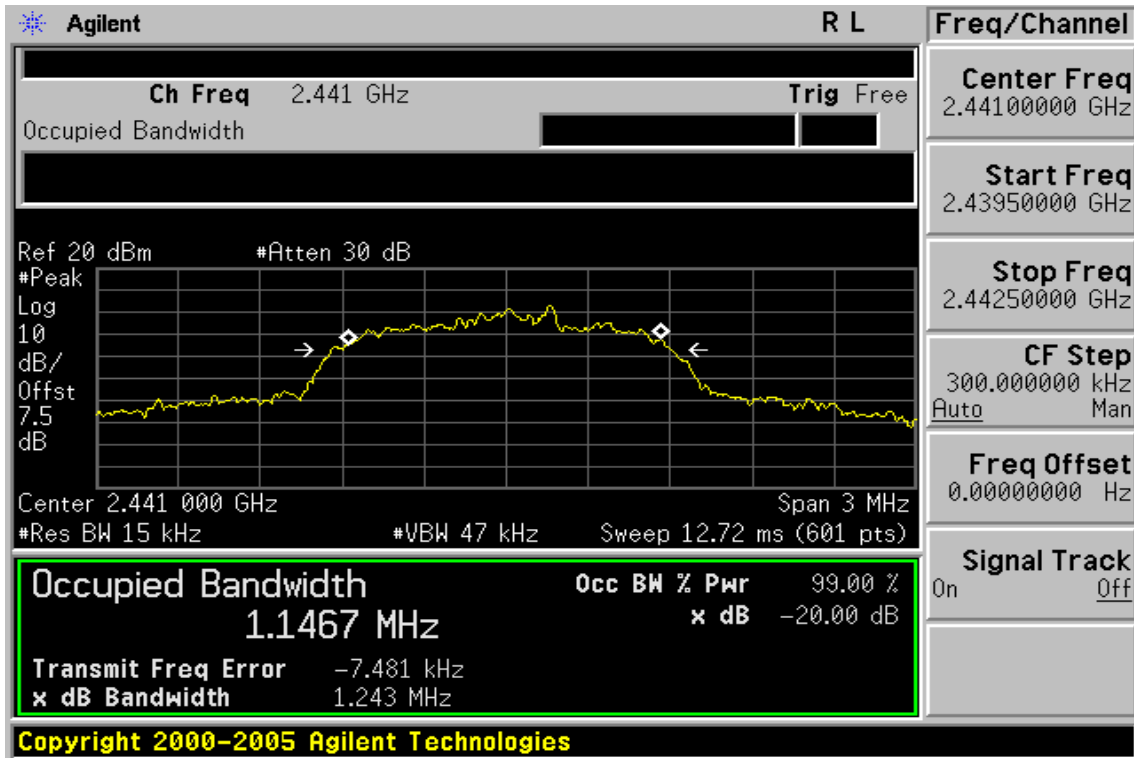 Agilent R L
Ch Freq 2.441 GHz Trig Free
Occupied Bandwidth
Ref 20 dBm #Atten 30 dB
#Peak
Log
10
dB/
Offst
7.5
dB
Center 2.441 000 GHz Span 3 MHz
#Res BW 15 kHz #VBW 47 kHz Sweep 12.72 ms (601 pts)
Occupied Bandwidth
1.1467 MHz
Occ BW % Pwr 99.00 %
x dB -20.00 dB
Transmit Freq Error -7.481 kHz
x dB Bandwidth 1.243 MHz
Copyright 2000-2005 Agilent Technologies
Freq/Channel
Center Freq
2.44100000 GHz
Start Freq
2.43950000 GHz
Stop Freq
2.44250000 GHz
CF Step
300.000000 kHz
Auto Man
Freq Offset
0.00000000 Hz
Signal Track
On Off